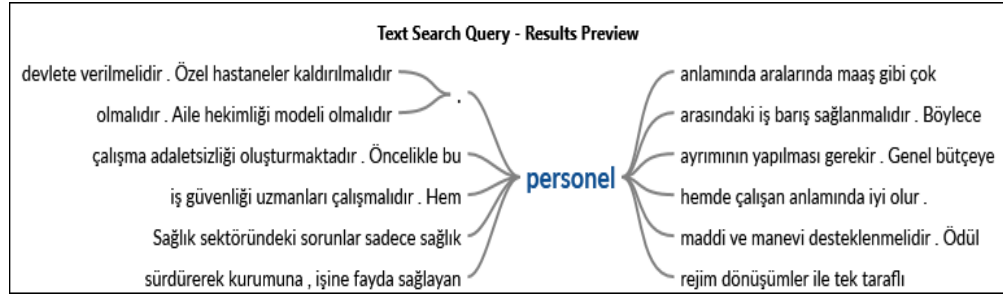 Text Search Query - Results Preview
devlete verilmelidir . Özel hastaneler kaldırılmalıdır
olmalıdır . Aile hekimliği modeli olmalıdır
.
çalışma adaletsizliği oluşturmaktadır . Öncelikle bu
iş güvenliği uzmanları çalışmalıdır . Hem
Sağlık sektöründeki sorunlar sadece sağlık
sürdürerek kurumuna , işine fayda sağlayan
personel
anlamında aralarında maaş gibi çok
arasındaki iş barış sağlanmalıdır . Böylece
ayrımının yapılması gerekir . Genel bütçeye
hemde çalışan anlamında iyi olur .
maddi ve manevi desteklenmelidir . Ödül
rejim dönüşümler ile tek taraflı